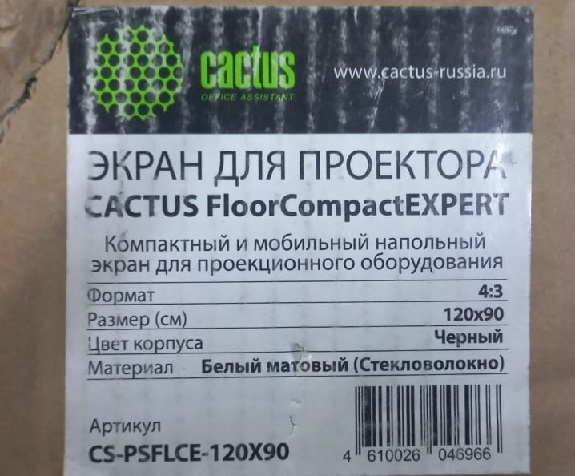 cactus
OFFICE ASSISTANT
www.cactus-russia.ru
ЭКРАН ДЛЯ ПРОЕКТОРА
CACTUS FloorCompactEXPERT
Компактный и мобильный напольный
экран для проекционного оборудования
Формат 4:3
Размер (см) 120x90
Цвет корпуса Черный
Материал Белый матовый (Стекловолокно)
Артикул
CS-PSFLCE-120X90
4 610026 046966